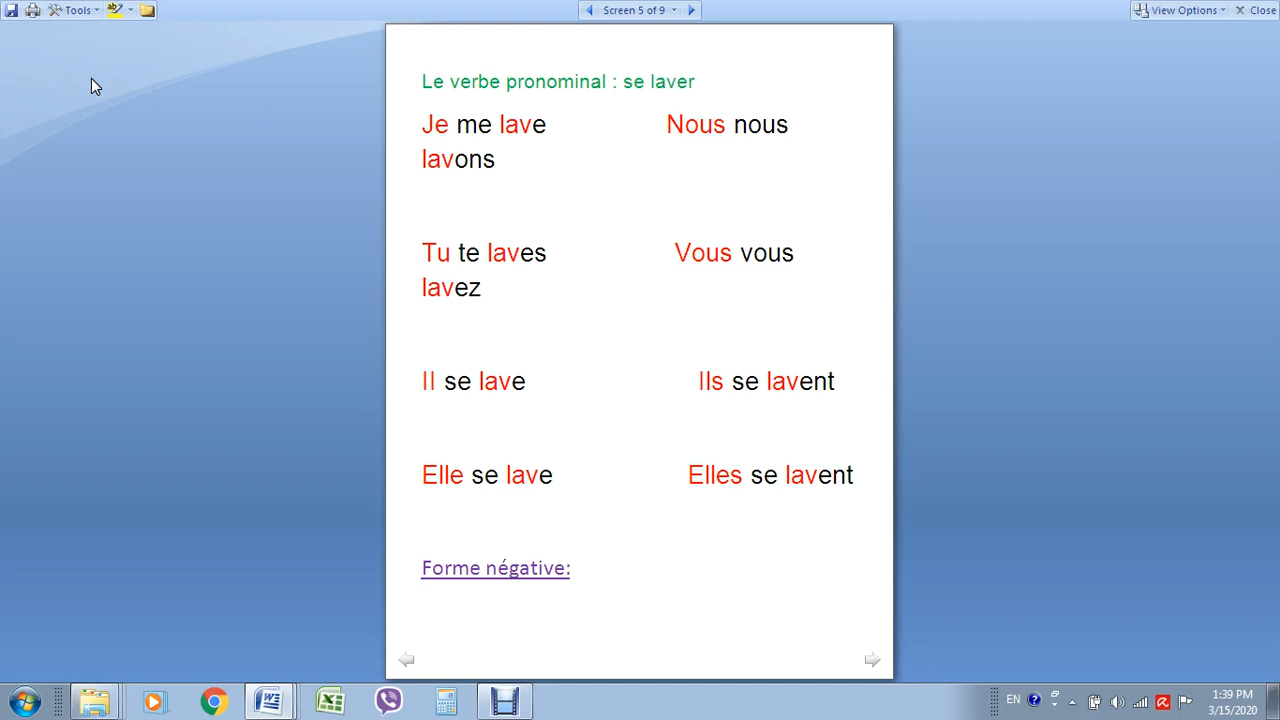 Tools
Screen 5 of 9
View Options
Close
Le verbe pronominal : se laver
Je me lave Nous nous
lavons
Tu te laves Vous vous
lavez
Il se lave Ils se lavent
Elle se lave Elles se lavent
Forme négative:
EN
1:39 PM
3/15/2020